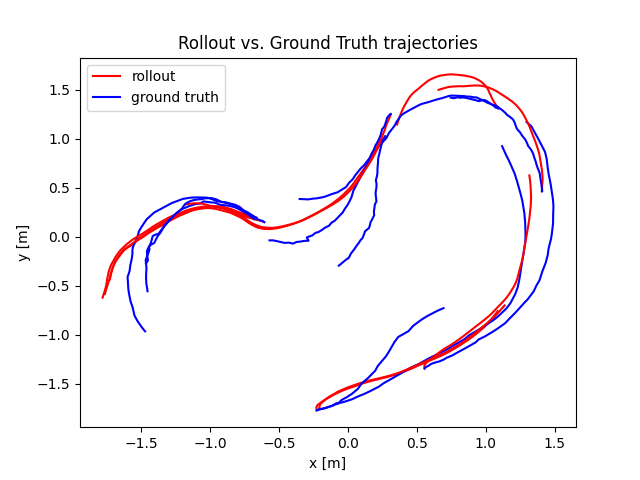 Rollout vs. Ground Truth trajectories
rollout
ground truth
1.5
1.0
0.5
0.0
−0.5
−1.0
−1.5
y [m]
−1.5 −1.0 −0.5 0.0 0.5 1.0 1.5
x [m]